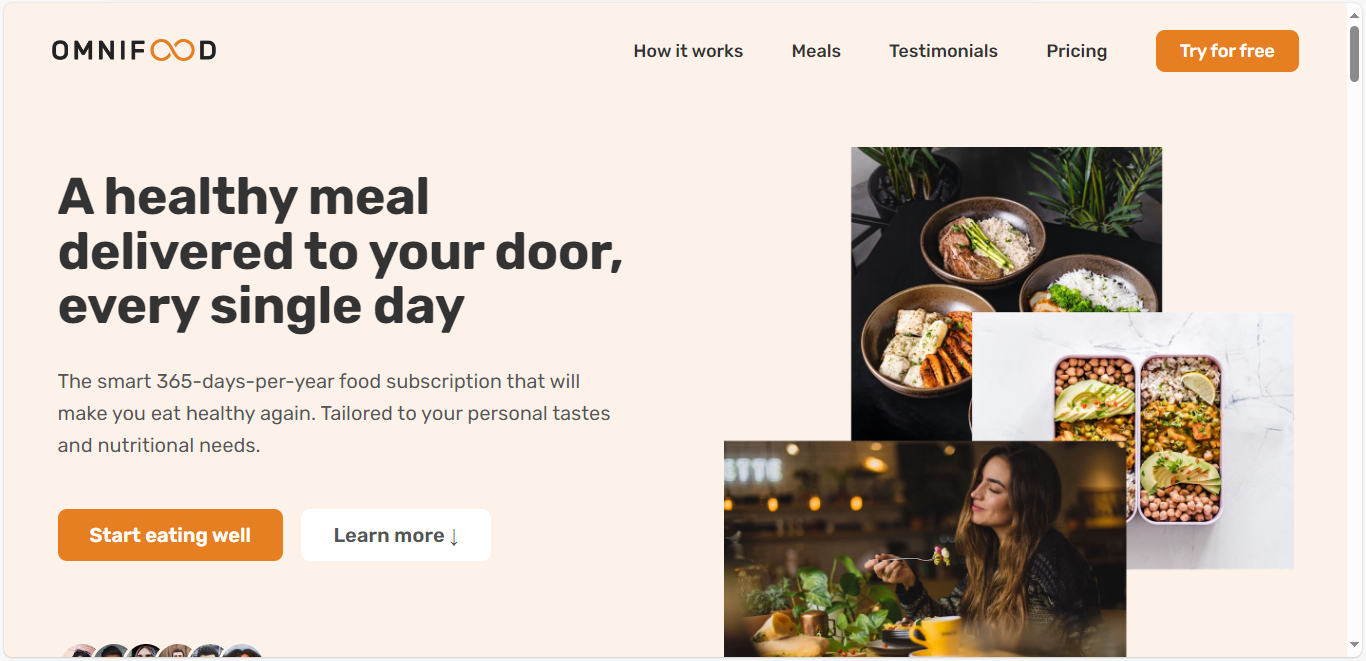 OMNIFOOD
How it works
Meals
Testimonials
Pricing
Try for free
A healthy meal
delivered to your door,
every single day
The smart 365-days-per-year food subscription that will
make you eat healthy again. Tailored to your personal tastes
and nutritional needs.
Start eating well
Learn more ↓
ETTE